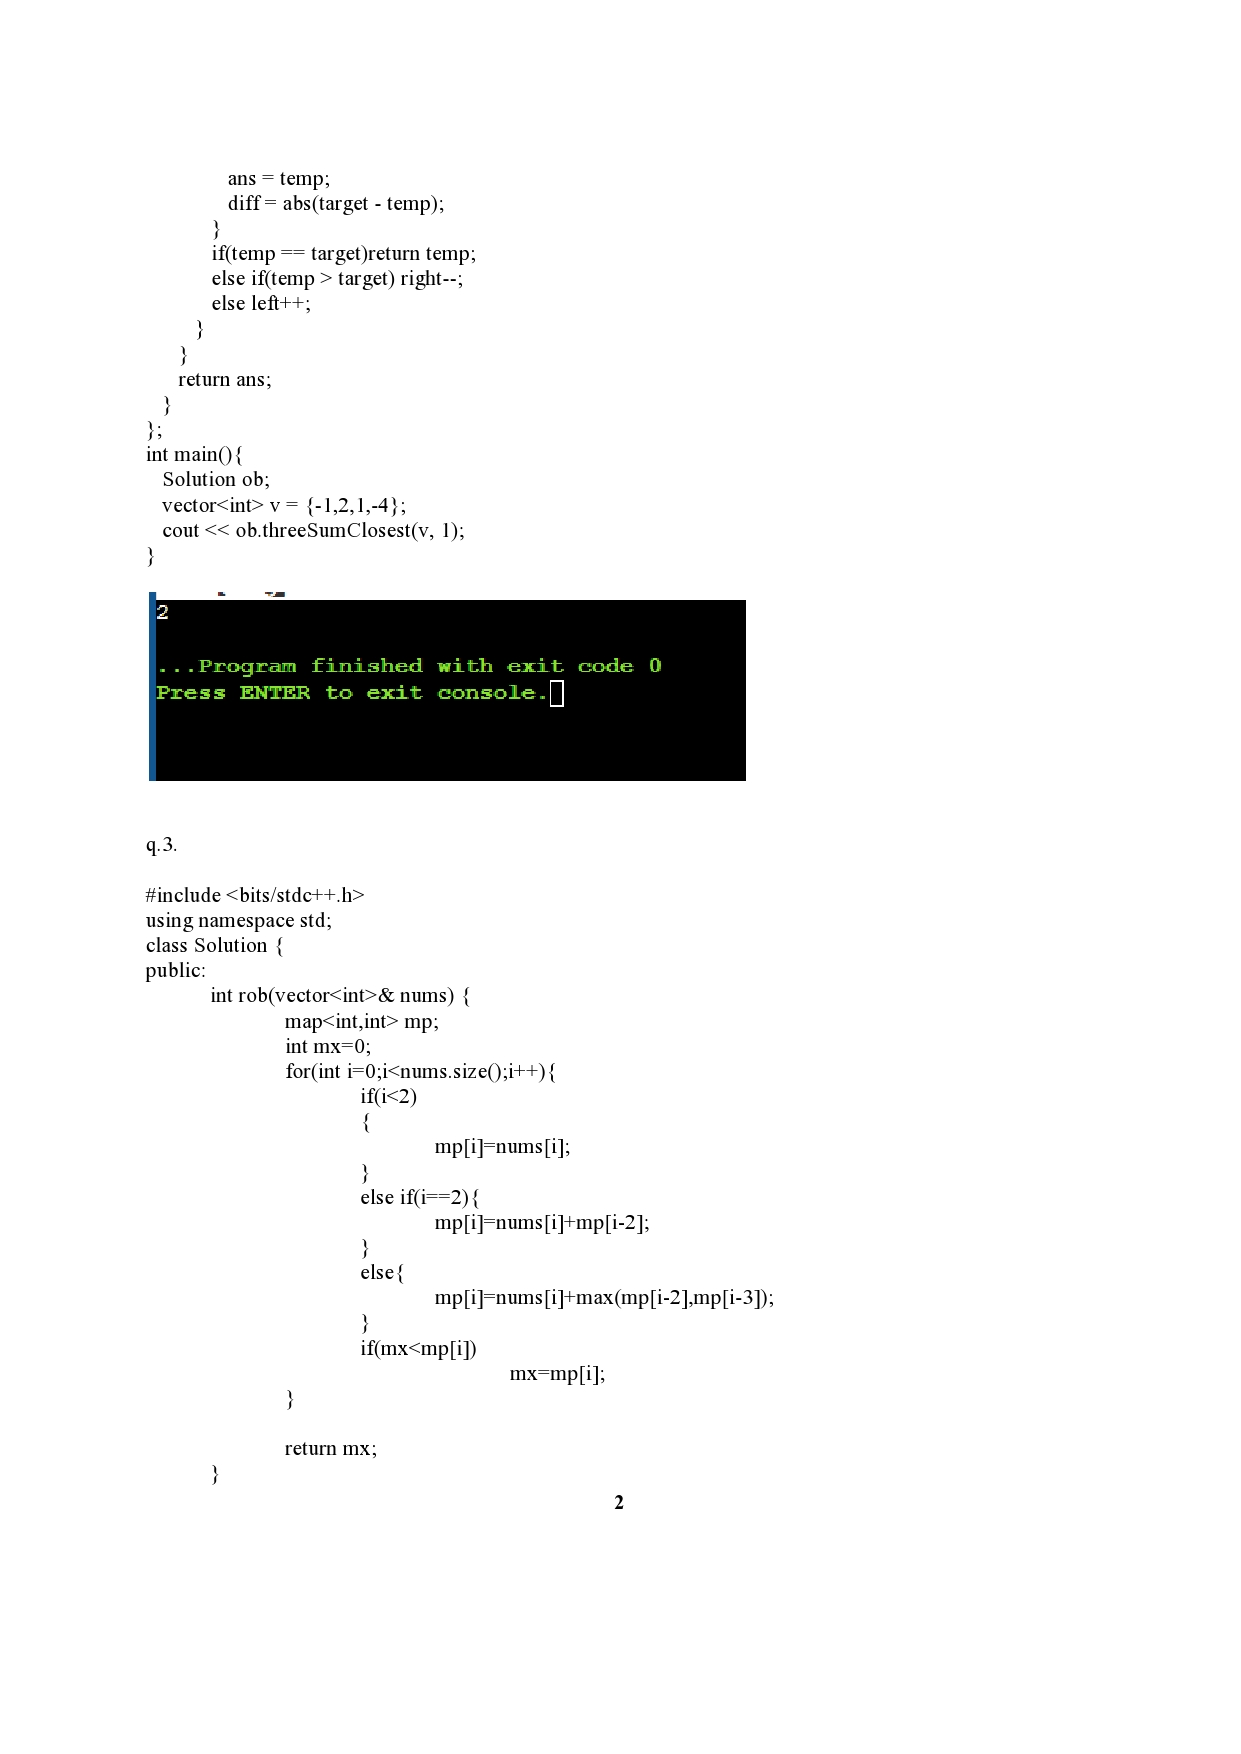 ans = temp;
diff = abs(target - temp);
}
if(temp == target)return temp;
else if(temp > target) right--;
else left++;
}
}
return ans;
}
};
int main(){
Solution ob;
vector<int> v = {-1,2,1,-4};
cout << ob.threeSumClosest(v, 1);
}
2
...Program finished with exit code 0
Press ENTER to exit console.
q.3.
#include <bits/stdc++.h>
using namespace std;
class Solution {
public:
int rob(vector<int>& nums) {
map<int,int> mp;
int mx=0;
for(int i=0;i<nums.size();i++){
if(i<2)
{
mp[i]=nums[i];
}
else if(i==2){
mp[i]=nums[i]+mp[i-2];
}
else{
mp[i]=nums[i]+max(mp[i-2],mp[i-3]);
}
if(mx<mp[i])
mx=mp[i];
}
return mx;
}
2